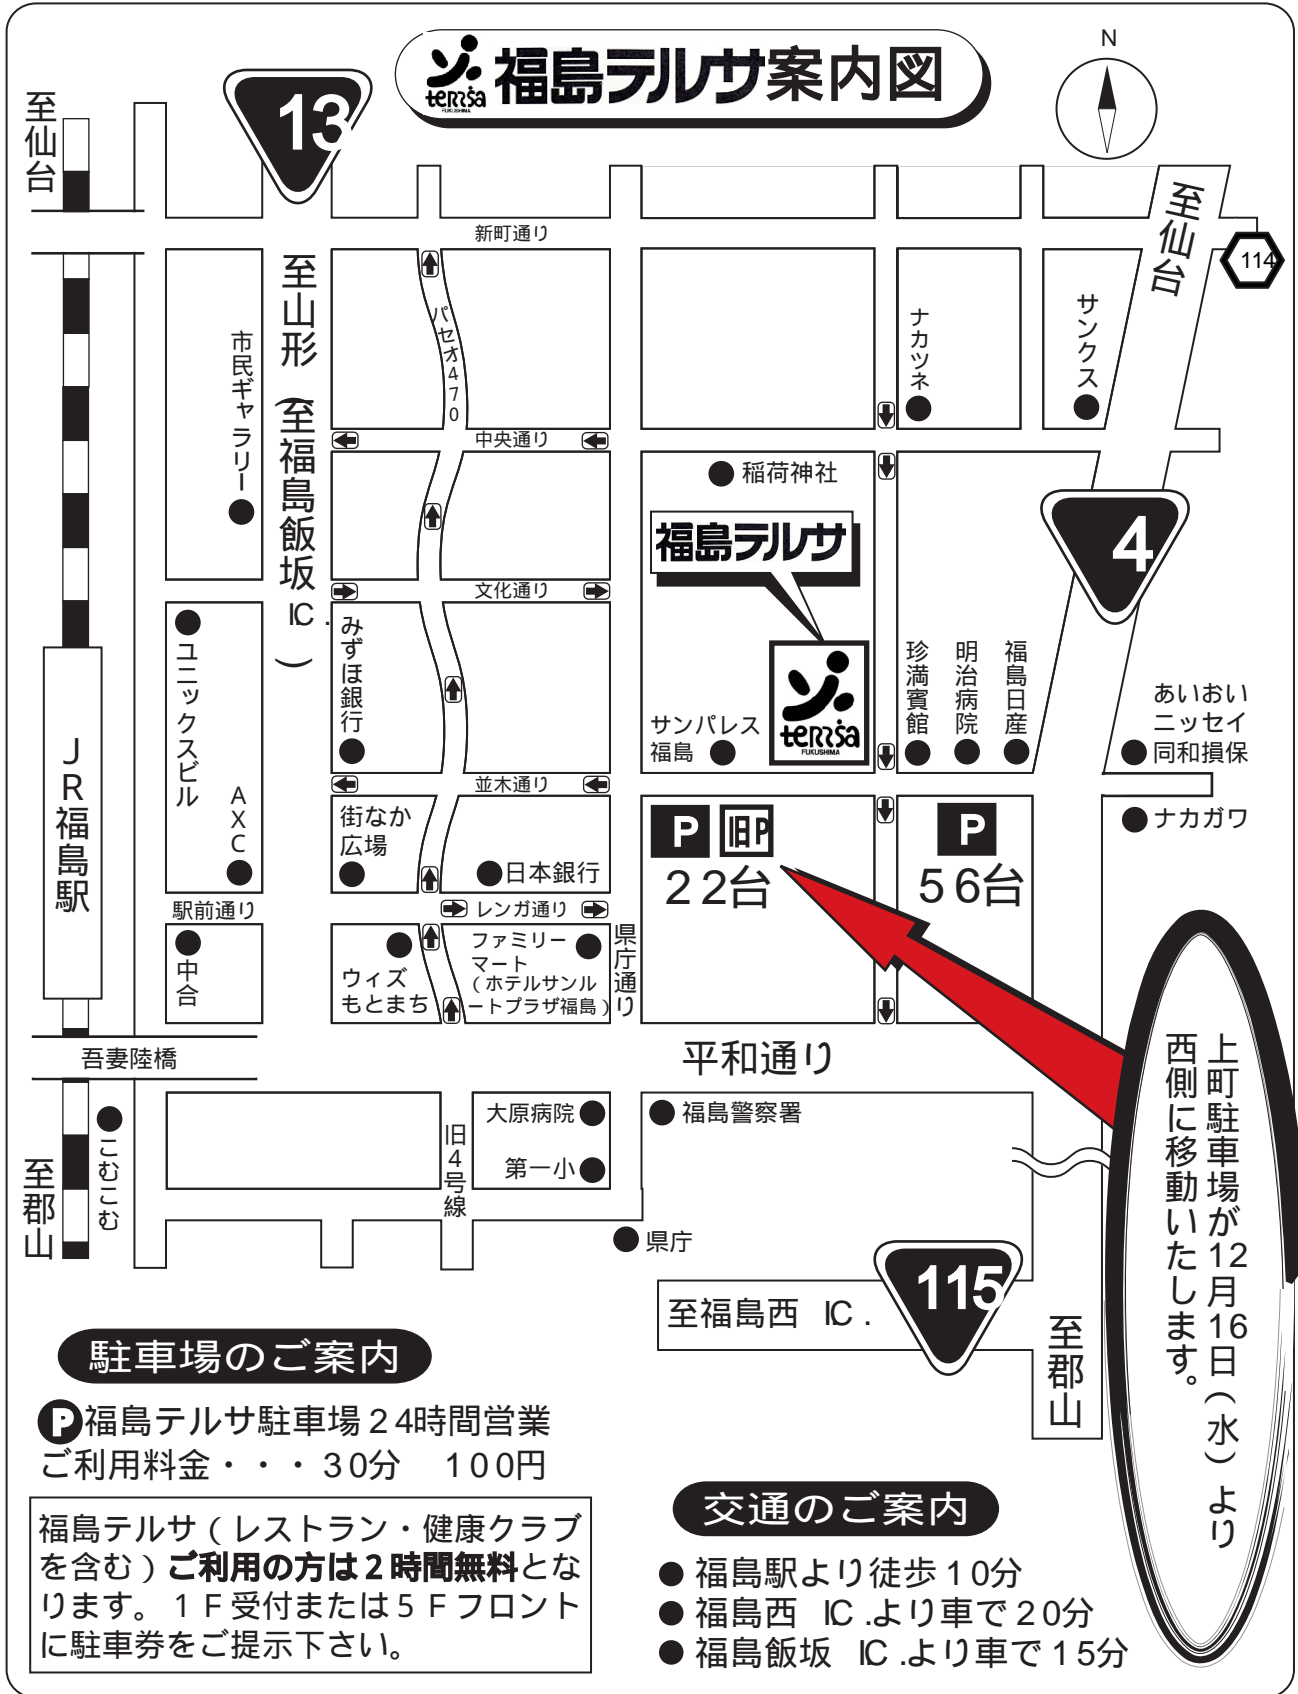 福島テルサ案内図
terrsa
FUKUSHIMA
N
13
至仙台
至仙台
114
新町通り
至山形（至福島飯坂IC.）
パセオ470
市民ギャラリー
ナカツネ
サンクス
中央通り
稲荷神社
福島テルサ
4
文化通り
みずほ銀行
ユニックスビル
AXC
JR福島駅
terrsa
FUKUSHIMA
サンパレス
福島
珍満賓館
明治病院
福島日産
あいおい
ニッセイ
同和損保
並木通り
街なか
広場
日本銀行
P
旧P
22台
P
56台
ナカガワ
駅前通り
レンガ通り
中合
ウィズ
もとまち
ファミリー
マート
（ホテルサンル
ートプラザ福島）
県庁通り
吾妻陸橋
平和通り
上町駐車場が12月16日（水）より
西側に移動いたします。
こむこむ
至郡山
旧4号線
大原病院
第一小
福島警察署
県庁
至福島西 IC.
115
至郡山
駐車場のご案内
P福島テルサ駐車場24時間営業
ご利用料金・・・30分 100円
福島テルサ（レストラン・健康クラブ
を含む）ご利用の方は2時間無料とな
ります。1F受付または5Fフロント
に駐車券をご提示下さい。
交通のご案内
●福島駅より徒歩10分
●福島西 IC.より車で20分
●福島飯坂 IC.より車で15分